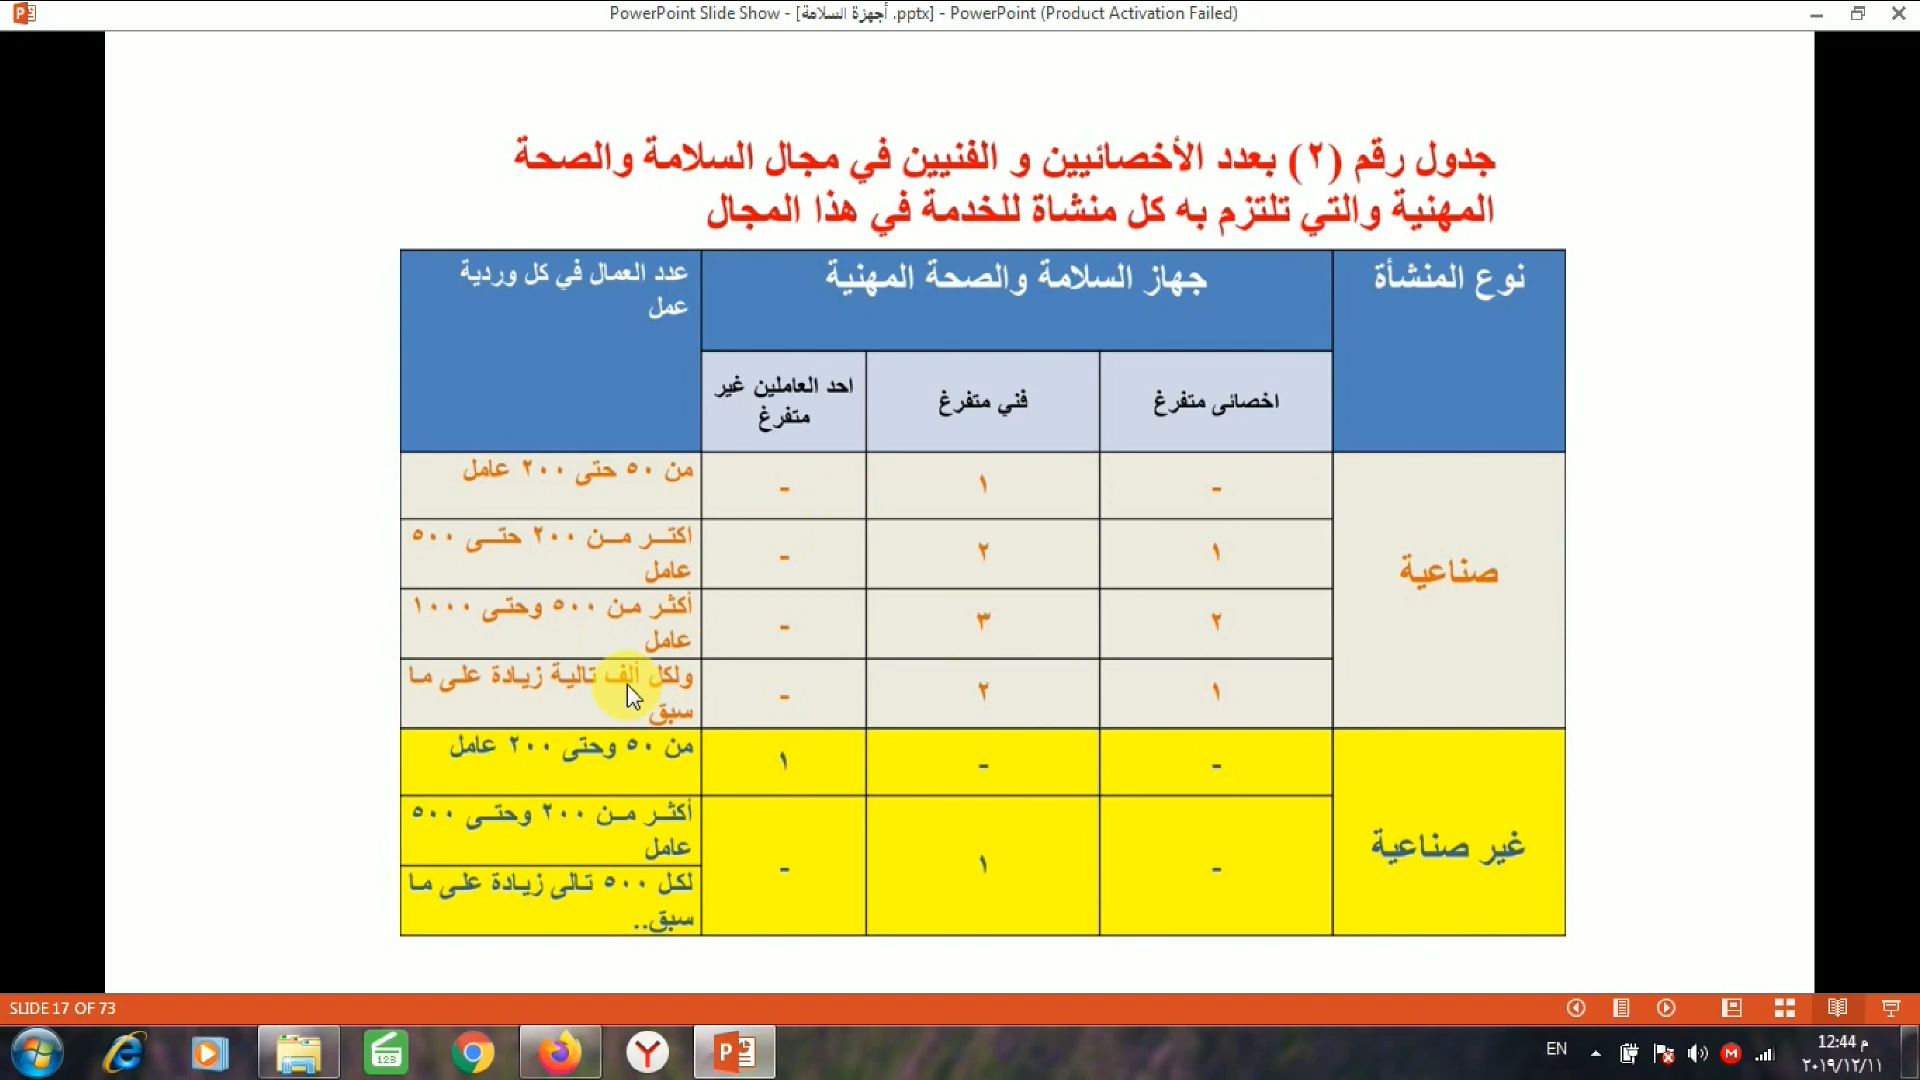 PowerPoint Slide Show - [أجهزة السلامة .pptx] - PowerPoint (Product Activation Failed)
جدول رقم (٢) بعدد الأخصائيين و الفنيين في مجال السلامة والصحة
المهنية والتي تلتزم به كل منشاة للخدمة في هذا المجال
نوع المنشأة
جهاز السلامة والصحة المهنية
عدد العمال في كل وردية
عمل
اخصائى متفرغ
فني متفرغ
احد العاملين غير
متفرغ
صناعية
-
١
-
من ٥٠ حتى ٢٠٠ عامل
١
٢
-
اكتر من ٢٠٠ حتى ٥٠٠
عامل
٢
٣
-
أكثر من ٥٠٠ وحتى ١٠٠٠
عامل
١
٢
-
ولكل ألف تالية زيادة على ما
سبق
غير صناعية
-
-
١
من ٥٠ وحتى ٢٠٠ عامل
-
١
-
أكثر من ٢٠٠ وحتى ٥٠٠
عامل
لكل ٥٠٠ تالى زيادة على ما
سبق..
SLIDE 17 OF 73
123
EN
12:44 م
٢٠١٩/١٢/١١